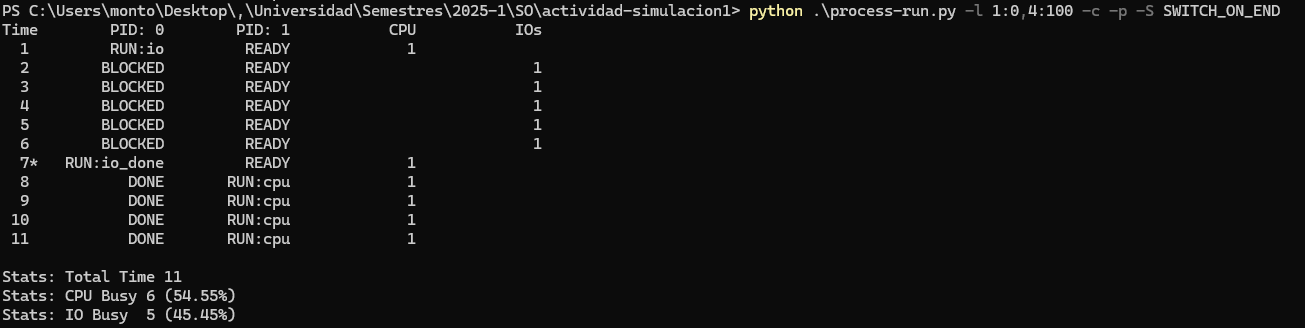 PS C:\Users\monto\Desktop\,\Universidad\Semestres\2025-1\SO\actividad-simulacion1> python .\process-run.py -l 1:0,4:100 -c -p -S SWITCH_ON_END
Time        PID: 0        PID: 1           CPU           IOs
  1         RUN:io         READY             1
  2        BLOCKED         READY                           1
  3        BLOCKED         READY                           1
  4        BLOCKED         READY                           1
  5        BLOCKED         READY                           1
  6        BLOCKED         READY                           1
  7*   RUN:io_done         READY             1
  8           DONE       RUN:cpu             1
  9           DONE       RUN:cpu             1
 10           DONE       RUN:cpu             1
 11           DONE       RUN:cpu             1
Stats: Total Time 11
Stats: CPU Busy 6 (54.55%)
Stats: IO Busy  5 (45.45%)